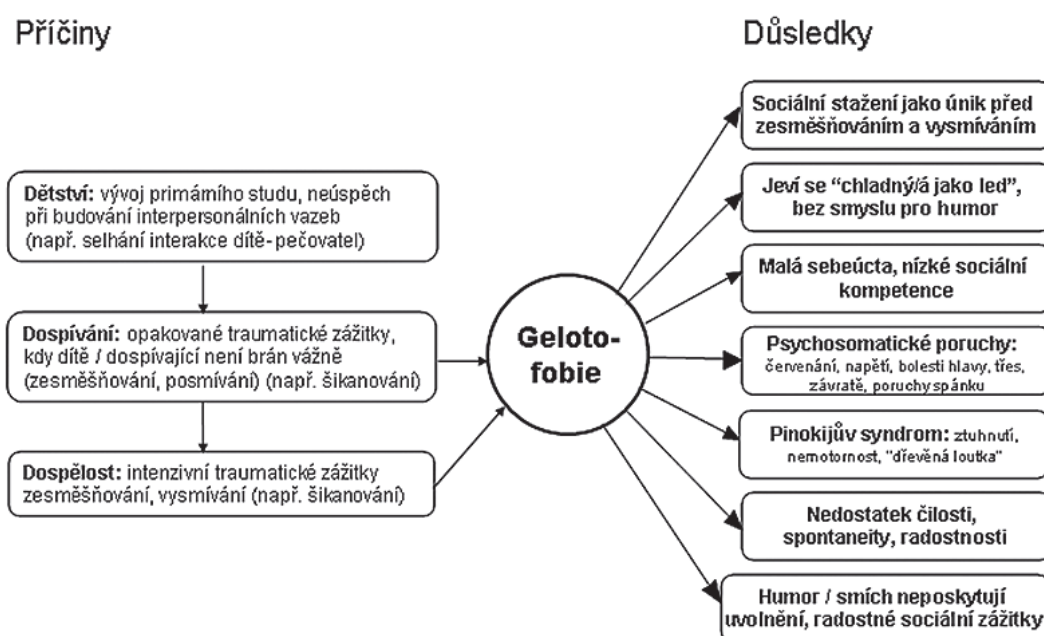 Příčiny
Dětství: vývoj primárního studu, neúspěch
při budování interpersonálních vazeb
(např. selhání interakce dítě- pečovatel)
Dospívání: opakované traumatické zážitky,
kdy dítě / dospívající není brán vážně
(zesměšňování, posmívání) (např. šikanování)
Dospělost: intenzivní traumatické zážitky
zesměšňování, vysmívání (např. šikanování)
Geloto-
fobie
Důsledky
Sociální stažení jako únik před
zesměšňováním a vysmíváním
Jeví se “chladný/á jako led”,
bez smyslu pro humor
Malá sebeúcta, nízké sociální
kompetence
Psychosomatické poruchy:
červenání, napětí, bolesti hlavy, třes,
závratě, poruchy spánku
Pinokijův syndrom: ztuhnutí,
nemotornost, "dřevěná loutka"
Nedostatek čilosti,
spontaneity, radostnosti
Humor / smích neposkytují
uvolnění, radostné sociální zážitky